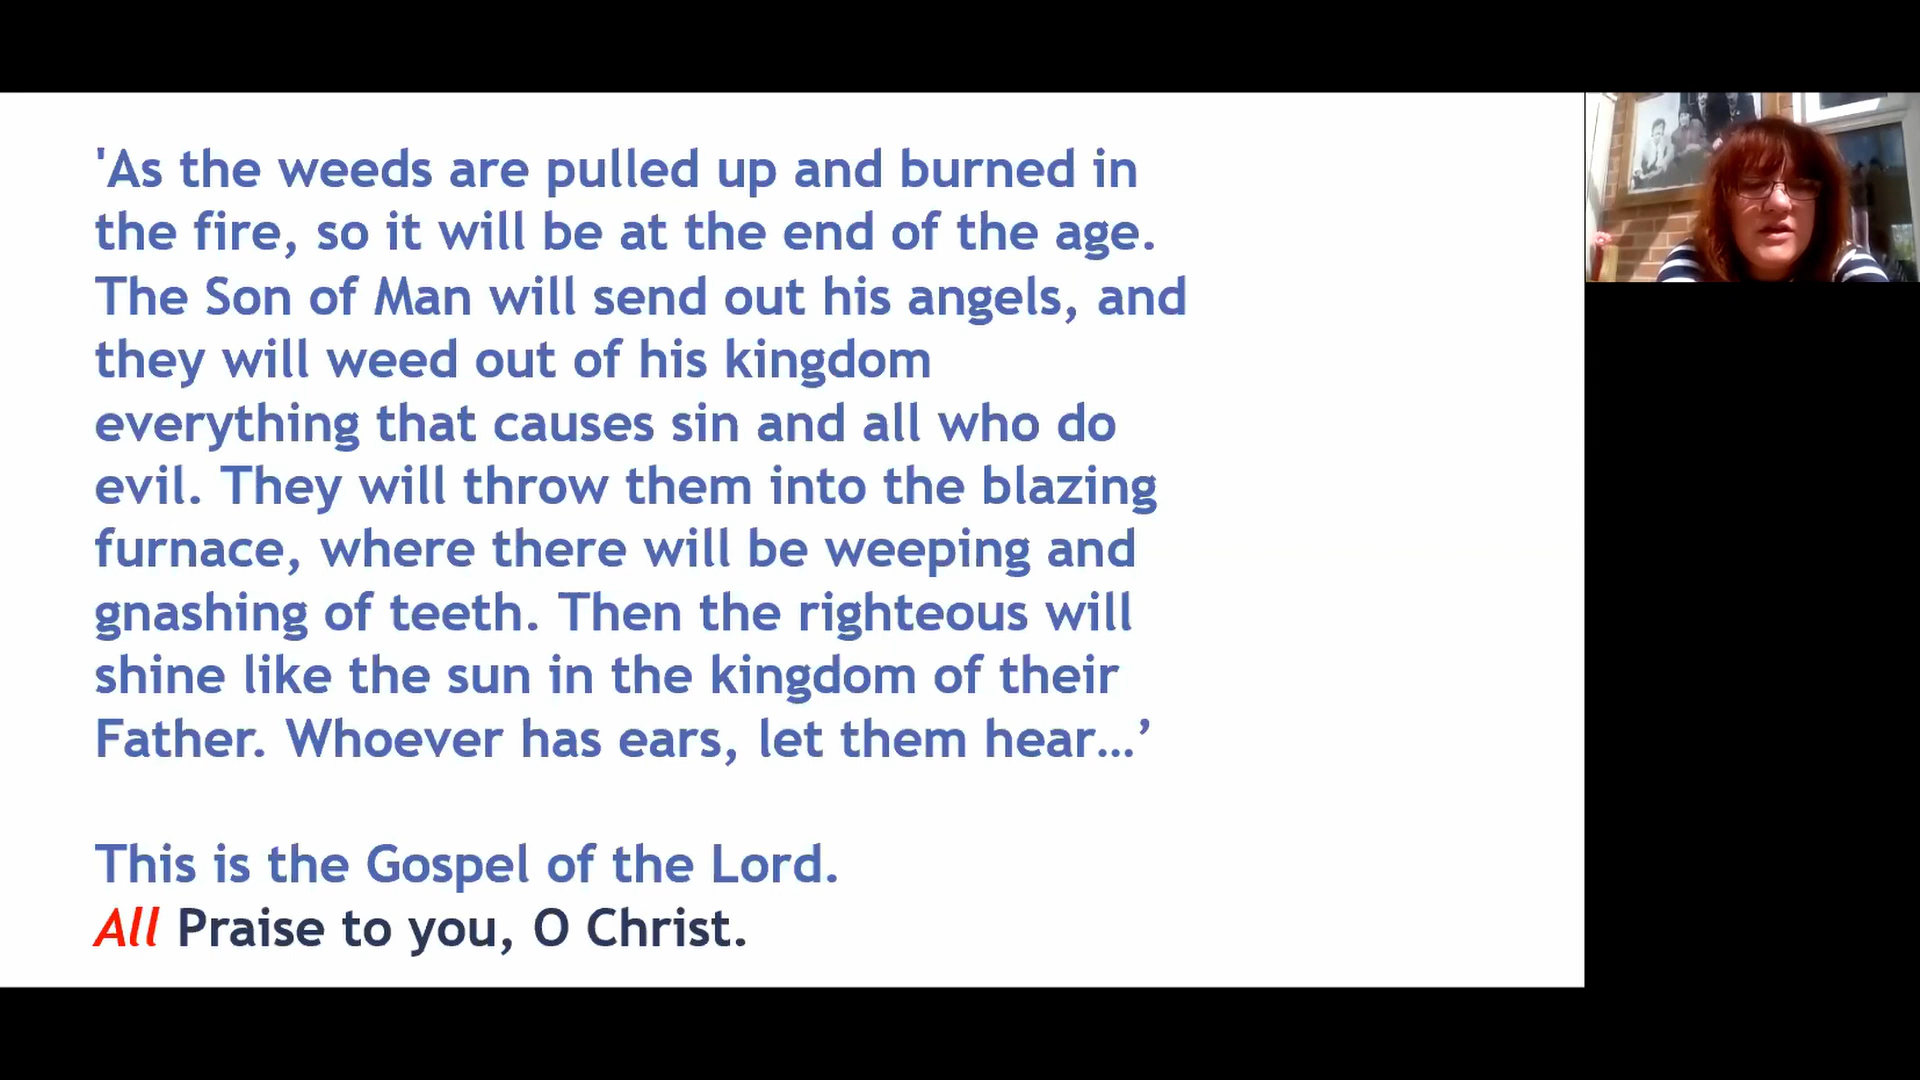 'As the weeds are pulled up and burned in
the fire, so it will be at the end of the age.
The Son of Man will send out his angels, and
they will weed out of his kingdom
everything that causes sin and all who do
evil. They will throw them into the blazing
furnace, where there will be weeping and
gnashing of teeth. Then the righteous will
shine like the sun in the kingdom of their
Father. Whoever has ears, let them hear…’
This is the Gospel of the Lord.
All Praise to you, O Christ.